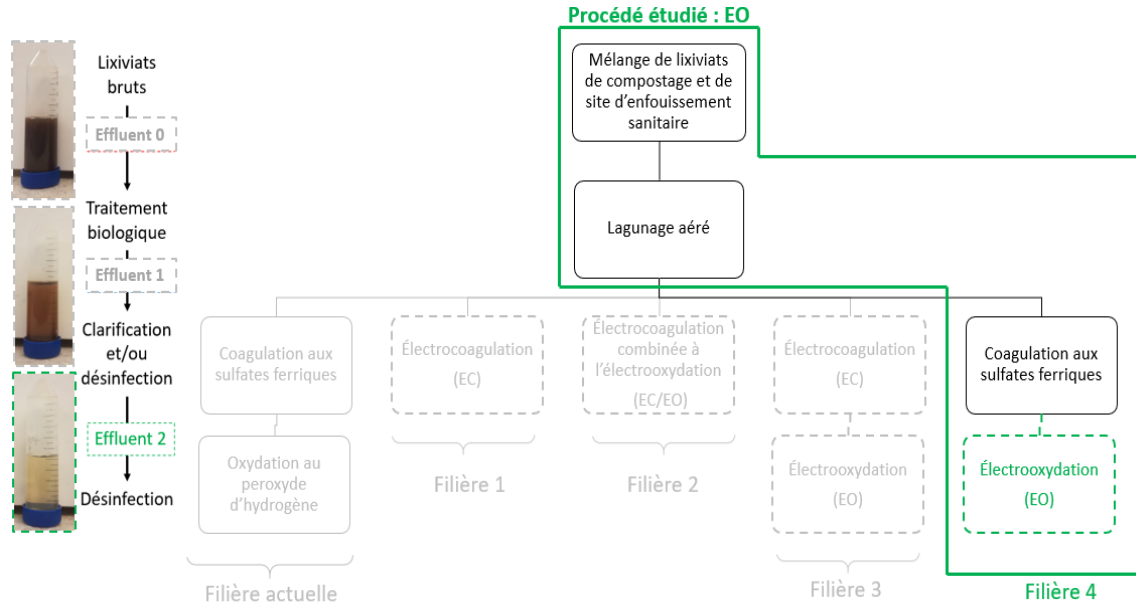 Procédé étudié : EO
Lixiviats
bruts
Effluent 0
Traitement
biologique
Effluent 1
Clarification
et/ou
désinfection
Effluent 2
Désinfection
Mélange de lixiviats
de compostage et de
site d'enfouissement
sanitaire
Lagunage aéré
Coagulation aux
sulfates ferriques
Oxydation au
peroxyde
d'hydrogène
Filière actuelle
Électrocoagulation
(EC)
Filière 1
Électrocoagulation
combinée à
l'électrooxydation
(EC/EO)
Filière 2
Électrocoagulation
(EC)
Électrooxydation
(EO)
Filière 3
Coagulation aux
sulfates ferriques
Électrooxydation
(EO)
Filière 4